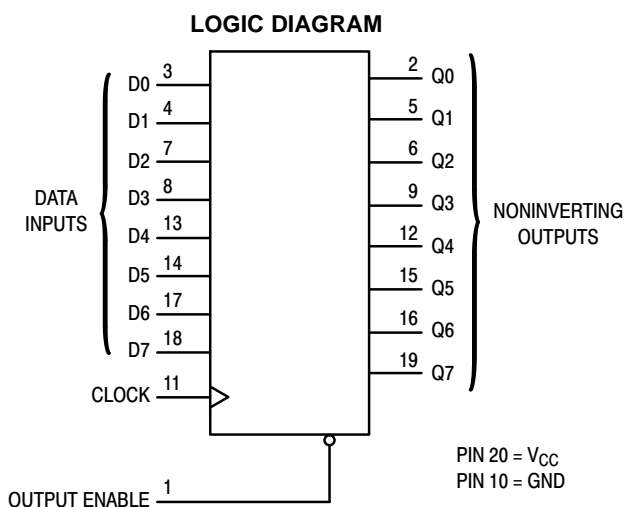 LOGIC DIAGRAM
D0 3
D1 4
D2 7
D3 8
D4 13
D5 14
D6 17
D7 18
CLOCK 11
DATA
INPUTS
2 Q0
5 Q1
6 Q2
9 Q3
12 Q4
15 Q5
16 Q6
19 Q7
NONINVERTING
OUTPUTS
OUTPUT ENABLE 1
PIN 20 = VCC
PIN 10 = GND